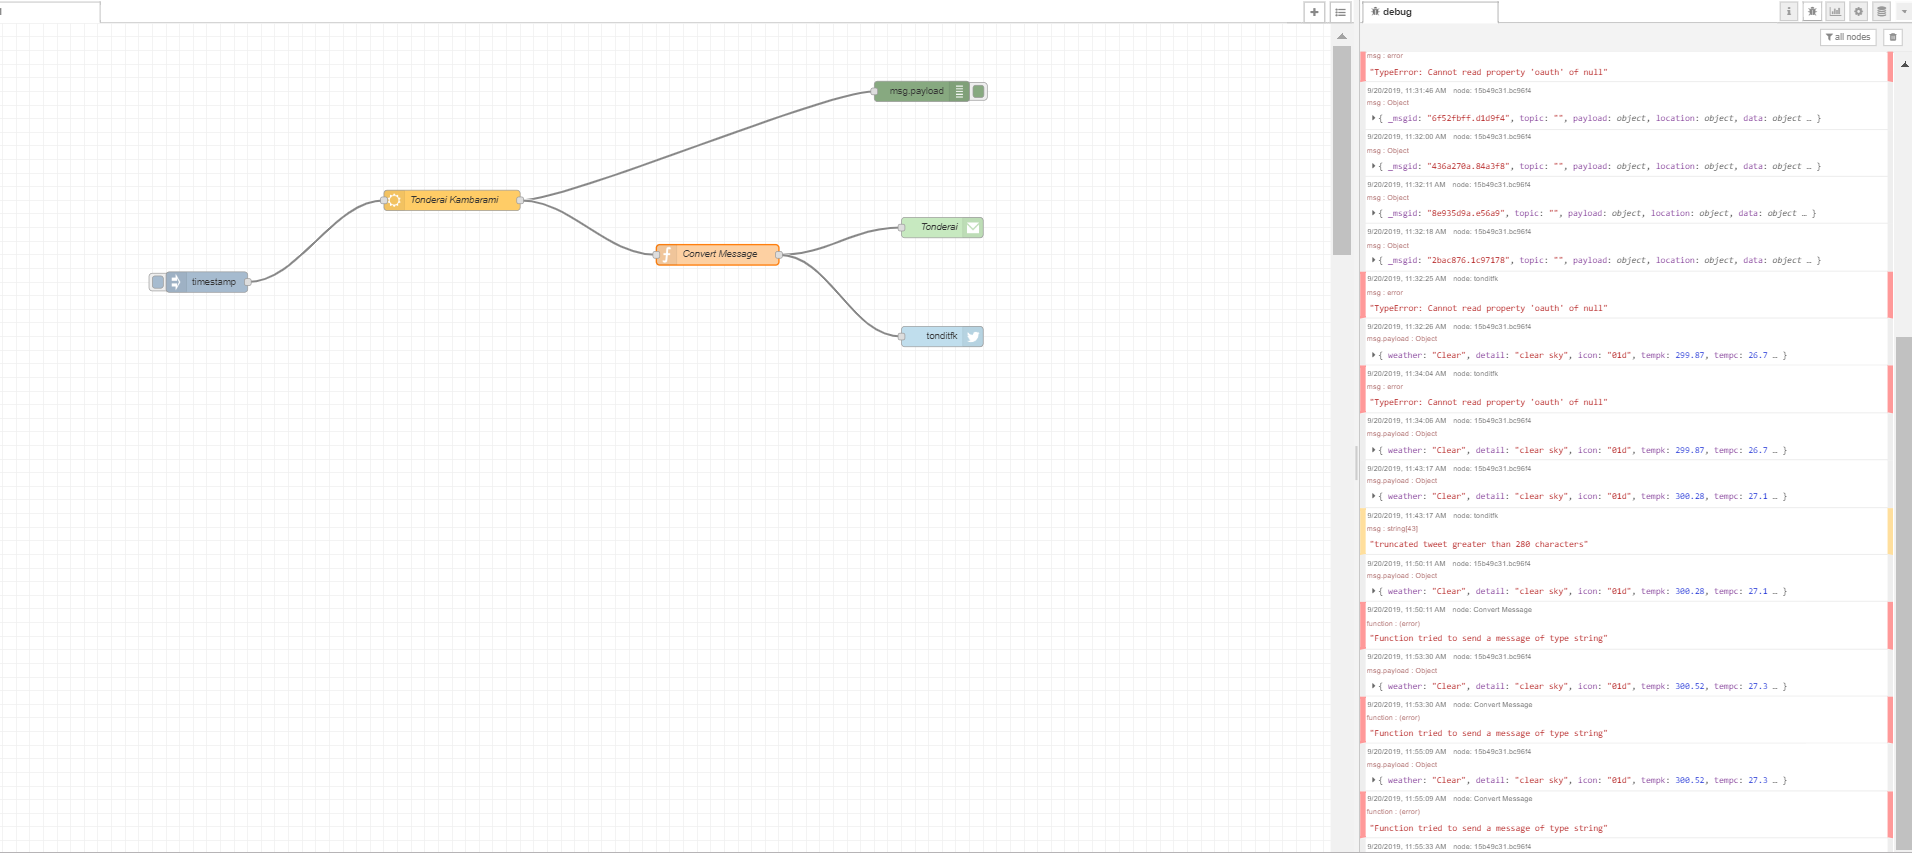 msg.payload
Tonderai Kambarami
Tonderai
Convert Message
timestamp
tonditfk
debug
all nodes
msg : error
"TypeError: Cannot read property 'oauth' of null"
9/20/2019, 11:31:46 AM node: 15b49c31.bc96f4
msg : Object
{ _msgid: "6f52fbff.d1d9f4", topic: "", payload: object, location: object, data: object … }
9/20/2019, 11:32:00 AM node: 15b49c31.bc96f4
msg : Object
{ _msgid: "436a270a.84a3f8", topic: "", payload: object, location: object, data: object … }
9/20/2019, 11:32:11 AM node: 15b49c31.bc96f4
msg : Object
{ _msgid: "8e935d9a.e56a9", topic: "", payload: object, location: object, data: object … }
9/20/2019, 11:32:18 AM node: 15b49c31.bc96f4
msg : Object
{ _msgid: "2bac876.1c97178", topic: "", payload: object, location: object, data: object … }
9/20/2019, 11:32:25 AM node: tonditfk
msg : error
"TypeError: Cannot read property 'oauth' of null"
9/20/2019, 11:32:26 AM node: 15b49c31.bc96f4
msg.payload : Object
{ weather: "Clear", detail: "clear sky", icon: "01d", tempk: 299.87, tempc: 26.7 … }
9/20/2019, 11:34:04 AM node: tonditfk
msg : error
"TypeError: Cannot read property 'oauth' of null"
9/20/2019, 11:34:06 AM node: 15b49c31.bc96f4
msg.payload : Object
{ weather: "Clear", detail: "clear sky", icon: "01d", tempk: 299.87, tempc: 26.7 … }
9/20/2019, 11:43:17 AM node: 15b49c31.bc96f4
msg.payload : Object
{ weather: "Clear", detail: "clear sky", icon: "01d", tempk: 300.28, tempc: 27.1 … }
9/20/2019, 11:43:17 AM node: tonditfk
msg : string[43]
"truncated tweet greater than 280 characters"
9/20/2019, 11:50:11 AM node: 15b49c31.bc96f4
msg.payload : Object
{ weather: "Clear", detail: "clear sky", icon: "01d", tempk: 300.28, tempc: 27.1 … }
9/20/2019, 11:50:11 AM node: Convert Message
function : (error)
"Function tried to send a message of type string"
9/20/2019, 11:53:30 AM node: 15b49c31.bc96f4
msg.payload : Object
{ weather: "Clear", detail: "clear sky", icon: "01d", tempk: 300.52, tempc: 27.3 … }
9/20/2019, 11:53:30 AM node: Convert Message
function : (error)
"Function tried to send a message of type string"
9/20/2019, 11:55:09 AM node: 15b49c31.bc96f4
msg.payload : Object
{ weather: "Clear", detail: "clear sky", icon: "01d", tempk: 300.52, tempc: 27.3 … }
9/20/2019, 11:55:09 AM node: Convert Message
function : (error)
"Function tried to send a message of type string"
9/20/2019, 11:55:33 AM node: 15b49c31.bc96f4